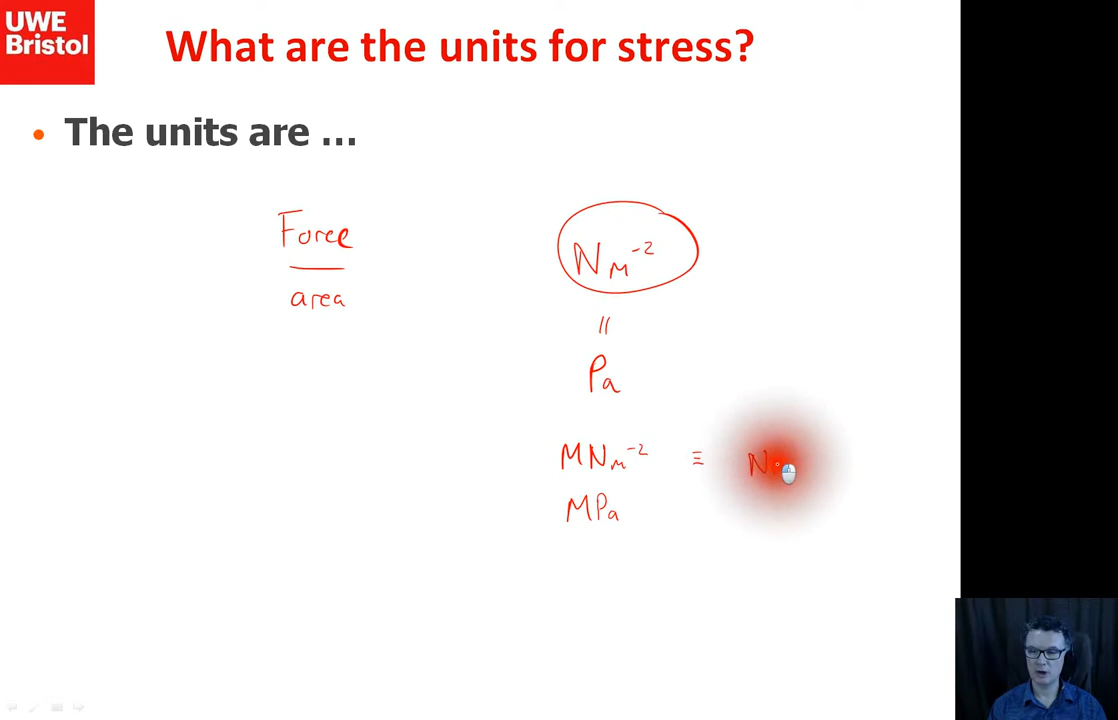 UWE
Bristol
What are the units for stress?
• The units are ...
Force
area
Nm⁻²
=
Pa
MNm⁻² ≡ N
MPa